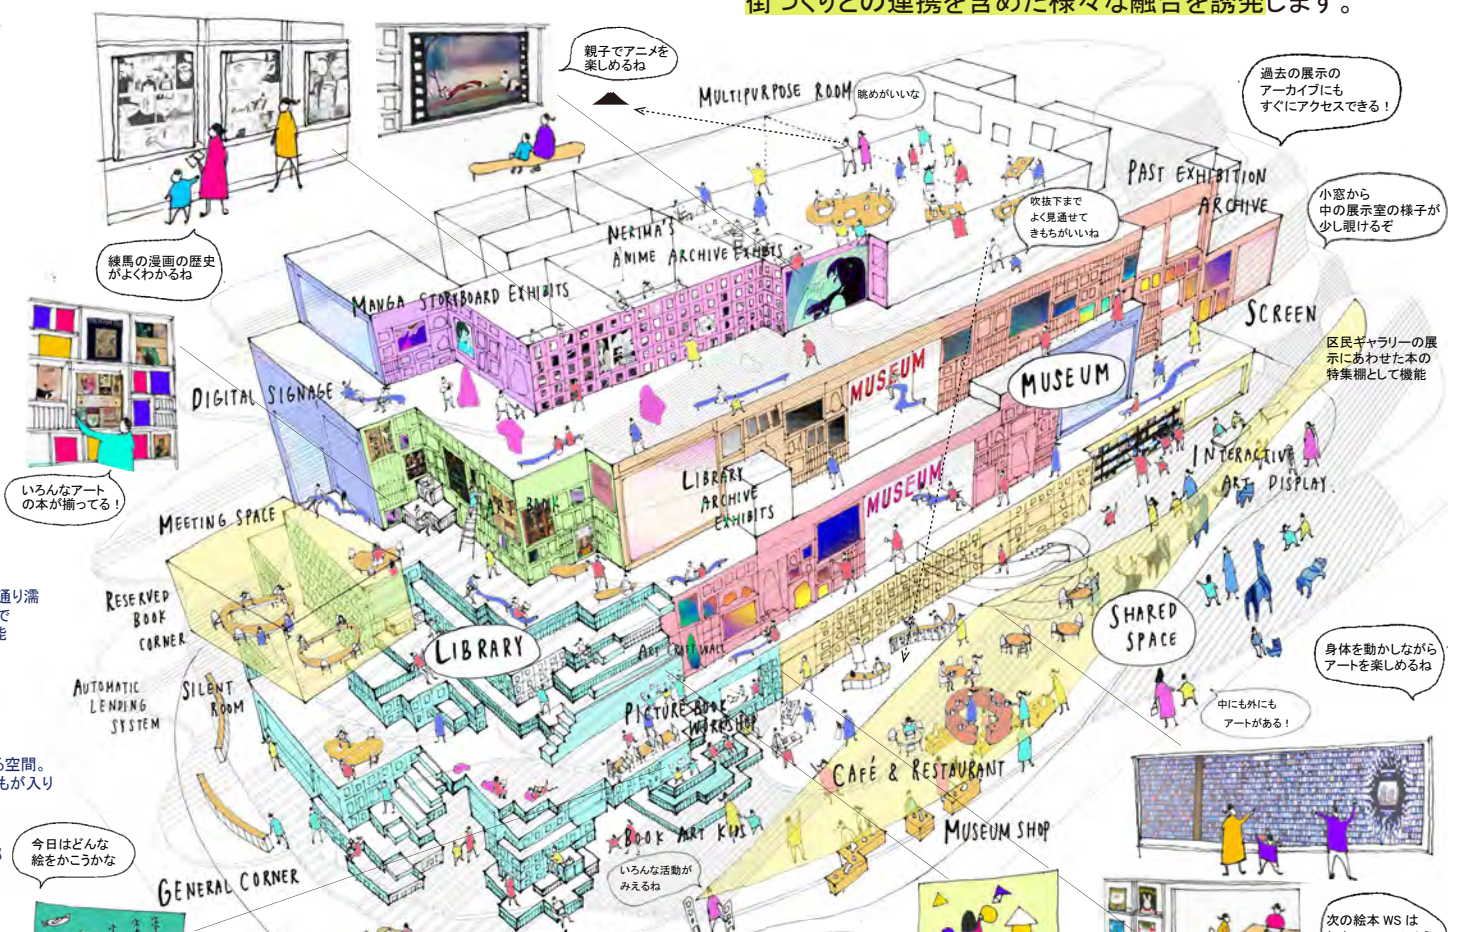 街づくりとの連携を含めた様々な融合を誘発します。
親子でアニメを
楽しめるね
MULTIPURPOSE ROOM
眺めがいいな
過去の展示の
アーカイブにも
すぐにアクセスできる！
PAST EXHIBITION
ARCHIVE
小窓から
中の展示室の様子が
少し覗けるぞ
吹抜下まで
よく見通せて
きもちがいいね
NERIMA'S
ANIME ARCHIVE EXHIBITS
練馬の漫画の歴史
がよくわかるね
MANGA STORYBOARD EXHIBITS
SCREEN
区民ギャラリーの展
示にあわせた本の
特集棚として機能
MUSEUM
MUSEUM
DIGITAL SIGNAGE
いろんなアート
の本が揃ってる！
LIBRARY
ARCHIVE
EXHIBITS
MUSEUM
INTERACTIVE
ART DISPLAY
ART BOOK
MEETING SPACE
通り濡
で
能
RESERVED
BOOK
CORNER
LIBRARY
SHARED
SPACE
ART CRAFT WALL
身体を動かしながら
アートを楽しめるね
AUTOMATIC
LENDING
SYSTEM
SILENT
ROOM
中にも外にも
アートがある！
PICTURE BOOK
WORKSHOP
る空間。
もが入り
CAFÉ & RESTAURANT
今日はどんな
絵をかこうかな
BOOK ART KIDS
MUSEUM SHOP
GENERAL CORNER
いろんな活動が
みえるね
次の絵本 WS は